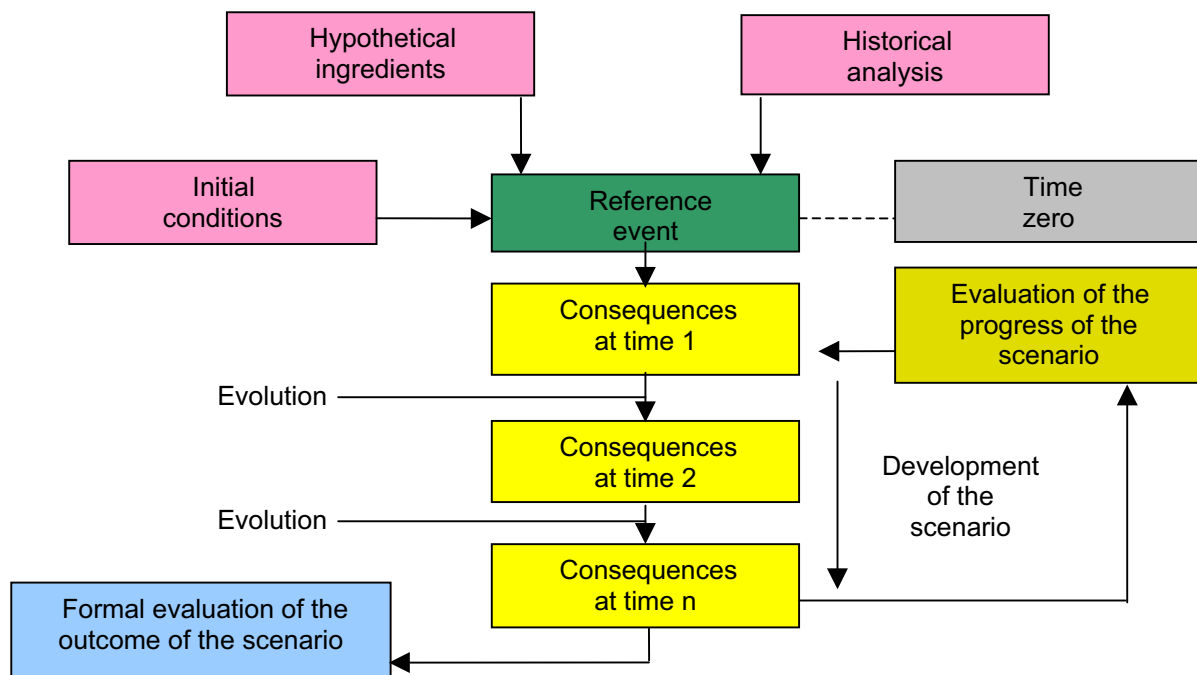 Hypothetical
ingredients
Historical
analysis
Initial
conditions
Reference
event
Time
zero
Consequences
at time 1
Evaluation of the
progress of the
scenario
Evolution
Consequences
at time 2
Development
of the
scenario
Evolution
Consequences
at time n
Formal evaluation of the
outcome of the scenario